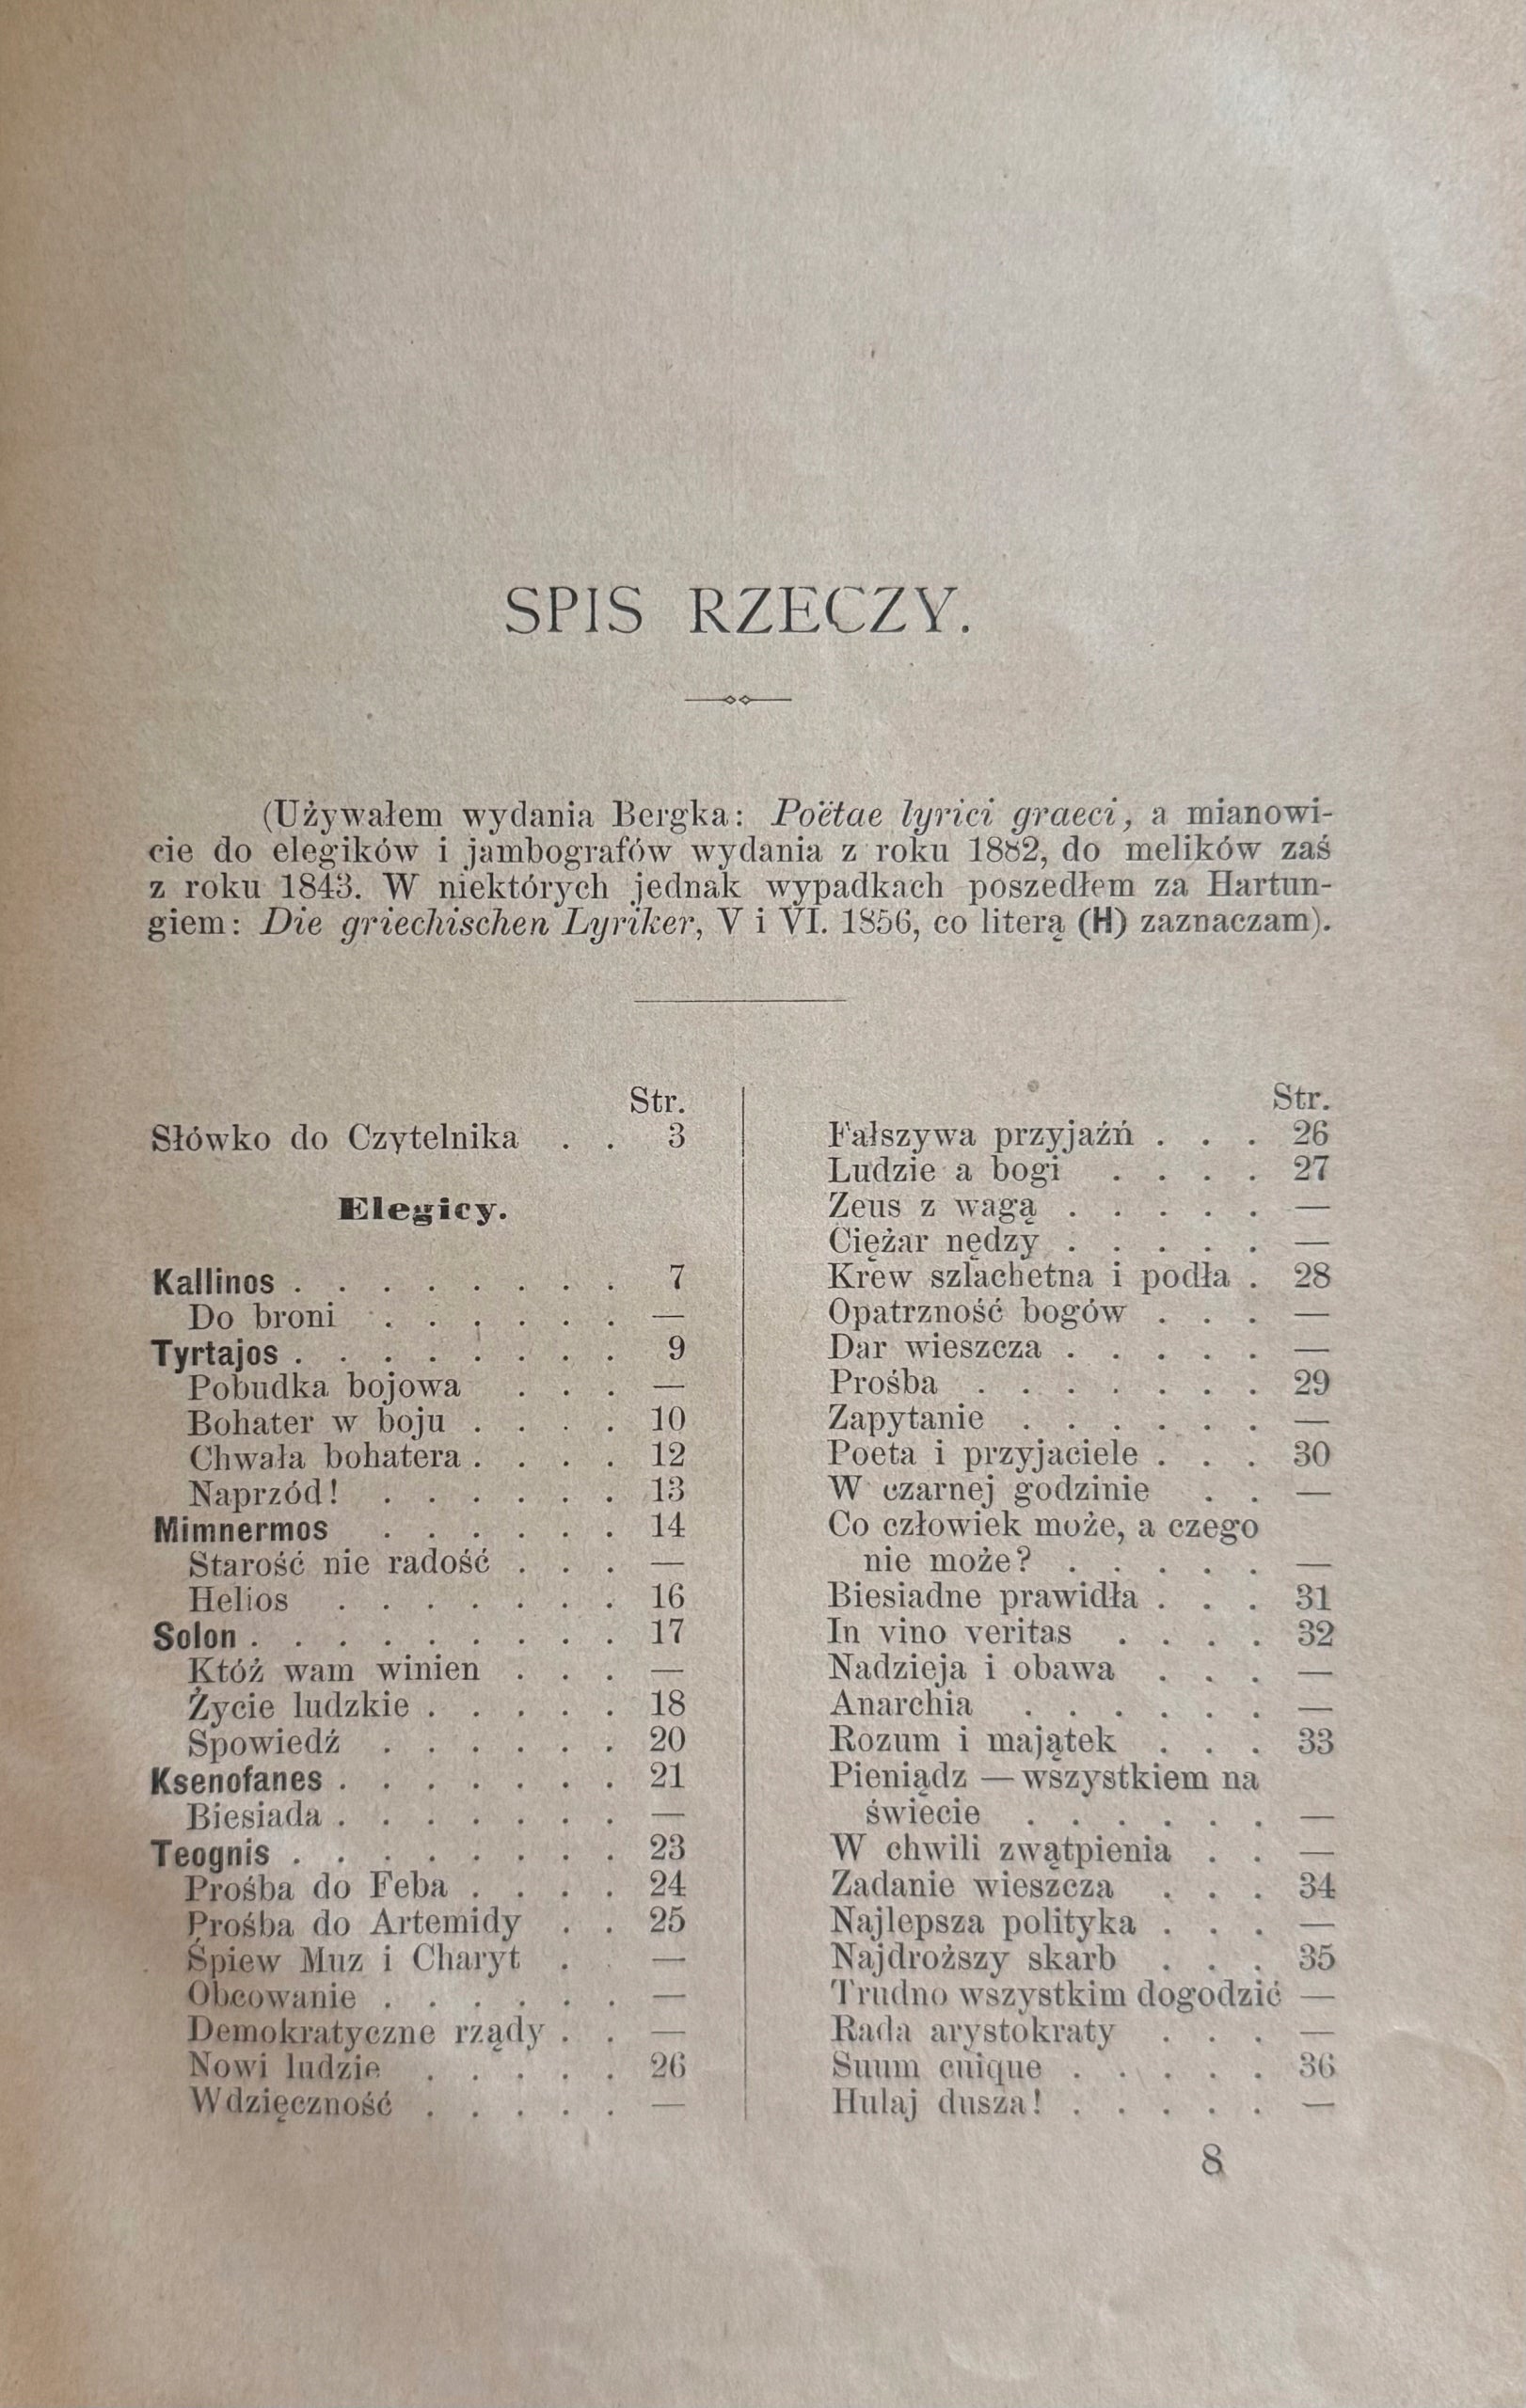 SPIS RZECZY.
(Używałem wydania Bergka: Poëtae lyrici graeci, a mianowi-
cie do elegików i jambografów wydania z roku 1882, do melików zaś
z roku 1843. W niektórych jednak wypadkach poszedłem za Hartun-
giem: Die griechischen Lyriker, V i VI. 1856, co literą (H) zaznaczam).
Str.
Słówko do Czytelnika . . 3
Elegicy.
Kallinos . . . . . . . . 7
Do broni . . . . . . —
Tyrtajos . . . . . . . . 9
Pobudka bojowa . . . —
Bohater w boju . . . . 10
Chwała bohatera . . . . 12
Naprzód! . . . . . . 13
Mimnermos . . . . . . 14
Starość nie radość . . . —
Helios . . . . . . . 16
Solon . . . . . . . . . 17
Któż wam winien . . . —
Życie ludzkie . . . . . 18
Spowiedź . . . . . . 20
Ksenofanes . . . . . . . 21
Biesiada . . . . . . . —
Teognis . . . . . . . . 23
Prośba do Feba . . . . 24
Prośba do Artemidy . . 25
Śpiew Muz i Charyt . —
Obcowanie . . . . . . —
Demokratyczne rządy . . —
Nowi ludzie . . . . . 26
Wdzięczność . . . . . —
Str.
Fałszywa przyjaźń . . . 26
Ludzie a bogi . . . . 27
Zeus z wagą . . . . . —
Ciężar nędzy . . . . . —
Krew szlachetna i podła . 28
Opatrzność bogów . . . —
Dar wieszcza . . . . . —
Prośba . . . . . . . 29
Zapytanie . . . . . . —
Poeta i przyjaciele . . . 30
W czarnej godzinie . . —
Co człowiek może, a czego
nie może? . . . . . —
Biesiadne prawidła . . . 31
In vino veritas . . . . 32
Nadzieja i obawa . . . —
Anarchia . . . . . . —
Rozum i majątek . . . 33
Pieniądz — wszystkiem na
świecie . . . . . . —
W chwili zwątpienia . . —
Zadanie wieszcza . . . 34
Najlepsza polityka . . . —
Najdroższy skarb . . . 35
Trudno wszystkim dogodzić —
Rada arystokraty . . . —
Suum cuique . . . . . 36
Hulaj dusza! . . . . . —
8